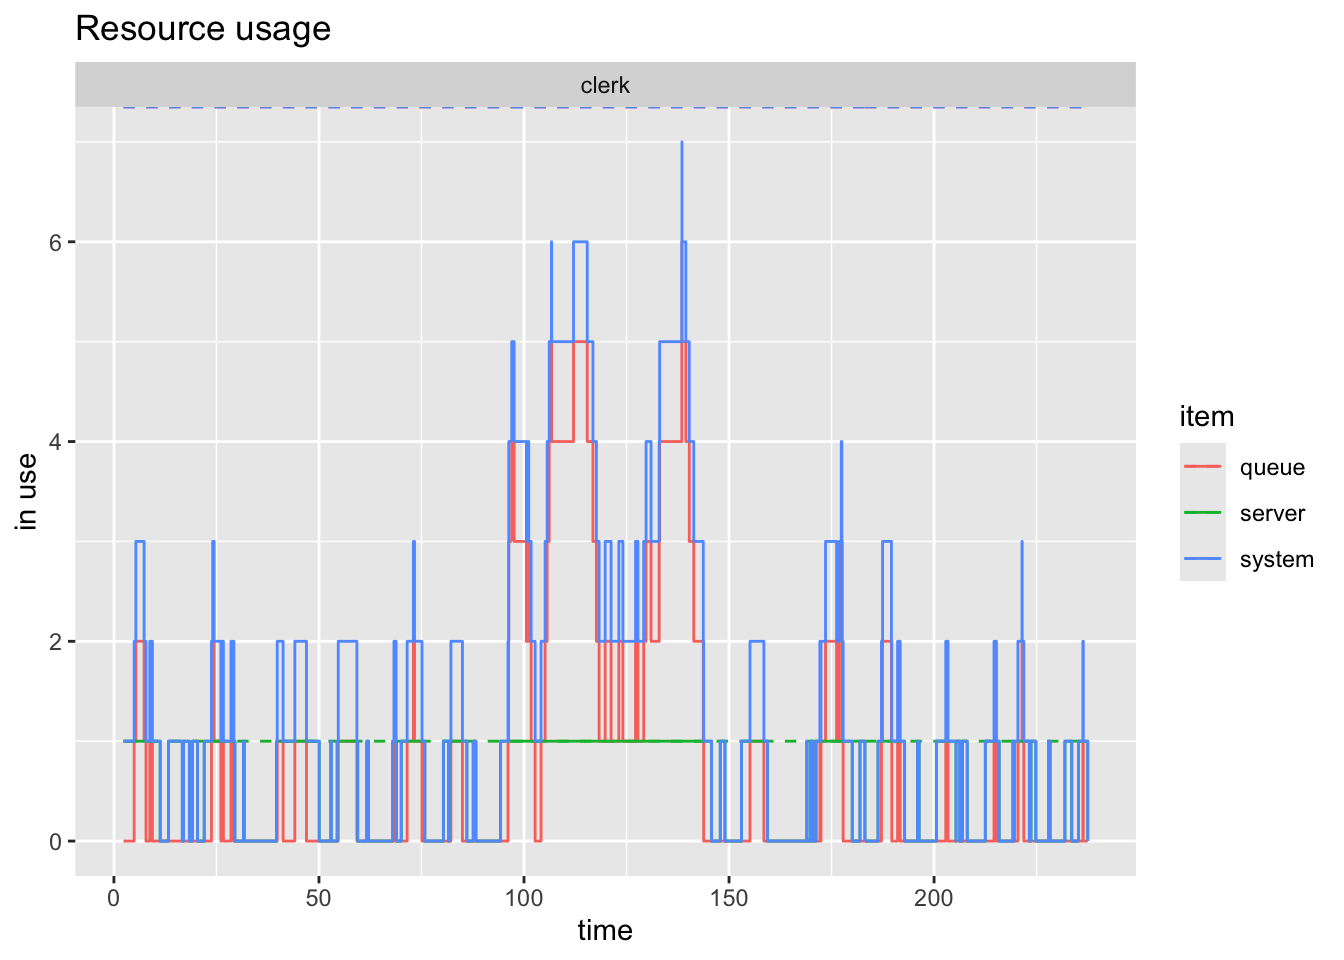 Resource usage
clerk
6
4
2
0
in use
0 50 100 150 200
time
item
queue
server
system